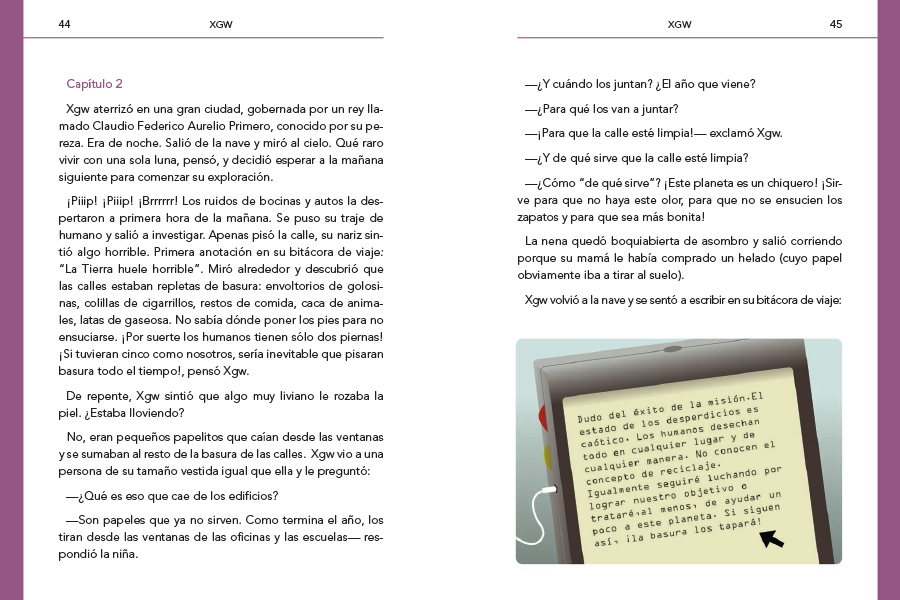 44
XGW
Capítulo 2
Xgw aterrizó en una gran ciudad, gobernada por un rey lla-
mado Claudio Federico Aurelio Primero, conocido por su pe-
reza. Era de noche. Salió de la nave y miró al cielo. Qué raro
vivir con una sola luna, pensó, y decidió esperar a la mañana
siguiente para comenzar su exploración.
¡Piiip! ¡Piiip! ¡Brrrrrr! Los ruidos de bocinas y autos la des-
pertaron a primera hora de la mañana. Se puso su traje de
humano y salió a investigar. Apenas pisó la calle, su nariz sin-
tió algo horrible. Primera anotación en su bitácora de viaje:
“La Tierra huele horrible”. Miró alrededor y descubrió que
las calles estaban repletas de basura: envoltorios de golosi-
nas, colillas de cigarrillos, restos de comida, caca de anima-
les, latas de gaseosa. No sabía dónde poner los pies para no
ensuciarse. ¡Por suerte los humanos tienen sólo dos piernas!
¡Si tuvieran cinco como nosotros, sería inevitable que pisaran
basura todo el tiempo!, pensó Xgw.
De repente, Xgw sintió que algo muy liviano le rozaba la
piel. ¿Estaba lloviendo?
No, eran pequeños papelitos que caían desde las ventanas
y se sumaban al resto de la basura de las calles. Xgw vio a una
persona de su tamaño vestida igual que ella y le preguntó:
—¿Qué es eso que cae de los edificios?
—Son papeles que ya no sirven. Como termina el año, los
tiran desde las ventanas de las oficinas y las escuelas— res-
pondió la niña.
XGW
45
—¿Y cuándo los juntan? ¿El año que viene?
—¿Para qué los van a juntar?
—¡Para que la calle esté limpia!— exclamó Xgw.
—¿Y de qué sirve que la calle esté limpia?
—¿Cómo “de qué sirve”? ¡Este planeta es un chiquero! ¡Sir-
ve para que no haya este olor, para que no se ensucien los
zapatos y para que sea más bonita!
La nena quedó boquiabierta de asombro y salió corriendo
porque su mamá le había comprado un helado (cuyo papel
obviamente iba a tirar al suelo).
Xgw volvió a la nave y se sentó a escribir en su bitácora de viaje:
Dudo del éxito de la misión.El
estado de los desperdicios es
caótico. Los humanos desechan
todo en cualquier lugar y de
cualquier manera. No conocen el
concepto de reciclaje.
Igualmente seguiré luchando por
lograr nuestro objetivo o
trataré,al menos, de ayudar un
poco a este planeta. Si siguen
así, ¡la basura los tapará!